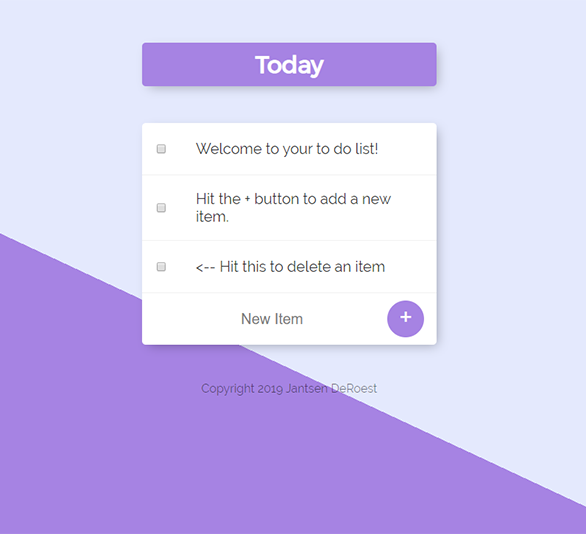 Today
Welcome to your to do list!
Hit the + button to add a new
item.
<-- Hit this to delete an item
New Item
+
Copyright 2019 Jantsen DeRoest